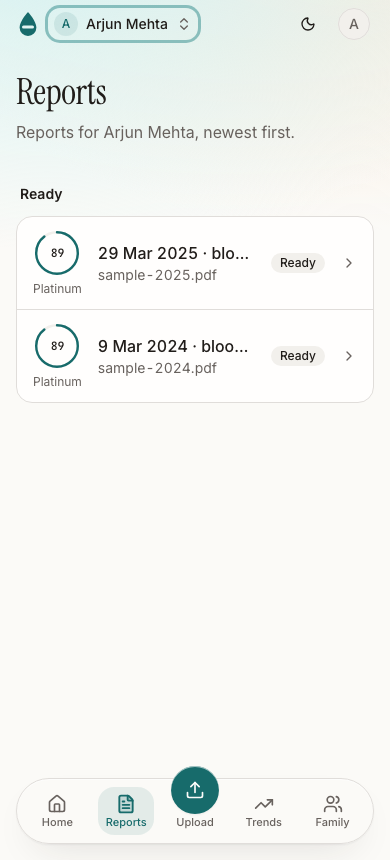 A Arjun Mehta
A
Reports
Reports for Arjun Mehta, newest first.
Ready
89
Platinum
29 Mar 2025 · blo...
sample-2025.pdf
Ready
89
Platinum
9 Mar 2024 · bloo...
sample-2024.pdf
Ready
Home
Reports
Upload
Trends
Family